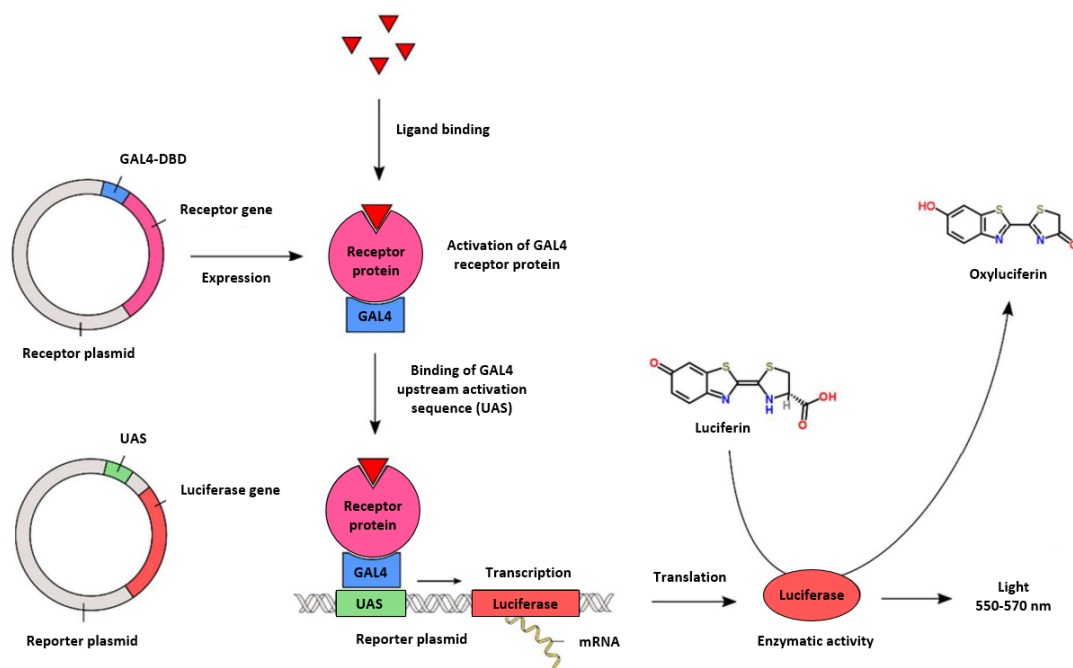 Ligand binding
GAL4-DBD
Receptor gene
Expression
Receptor plasmid
Receptor
protein
GAL4
Activation of GAL4
receptor protein
Binding of GAL4
upstream activation
sequence (UAS)
UAS
Luciferase gene
Reporter plasmid
Receptor
protein
GAL4
UAS
Transcription
Luciferase
Reporter plasmid
mRNA
Translation
O
S
S
N
N
H
H
OH
O
Luciferin
HO
S
S
N
N
O
Oxyluciferin
Luciferase
Enzymatic activity
Light
550-570 nm